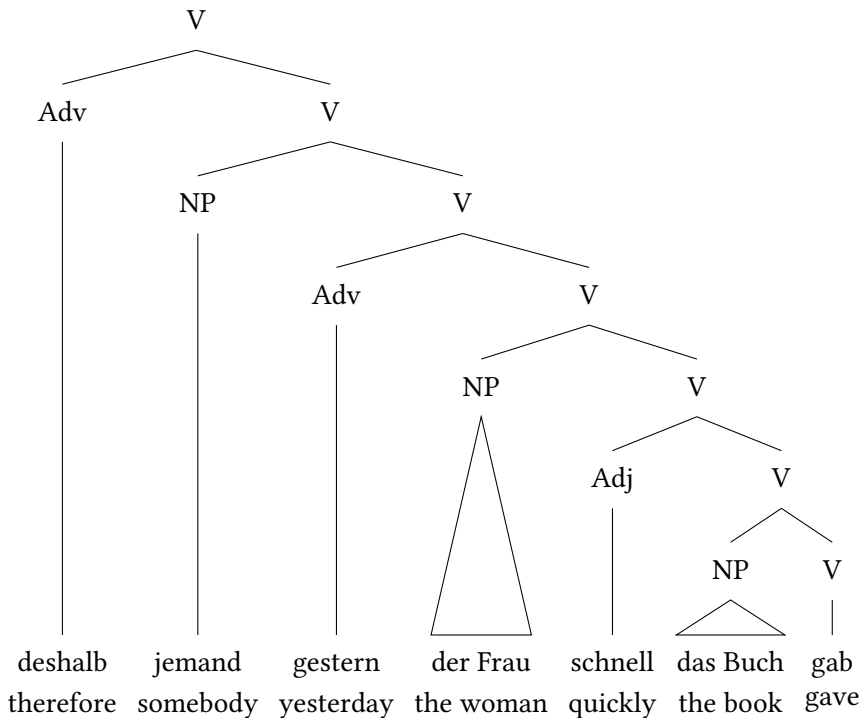 V
Adv V
NP V
Adv V
NP V
Adj V
NP V
deshalb jemand gestern der Frau schnell das Buch gab
therefore somebody yesterday the woman quickly the book gave